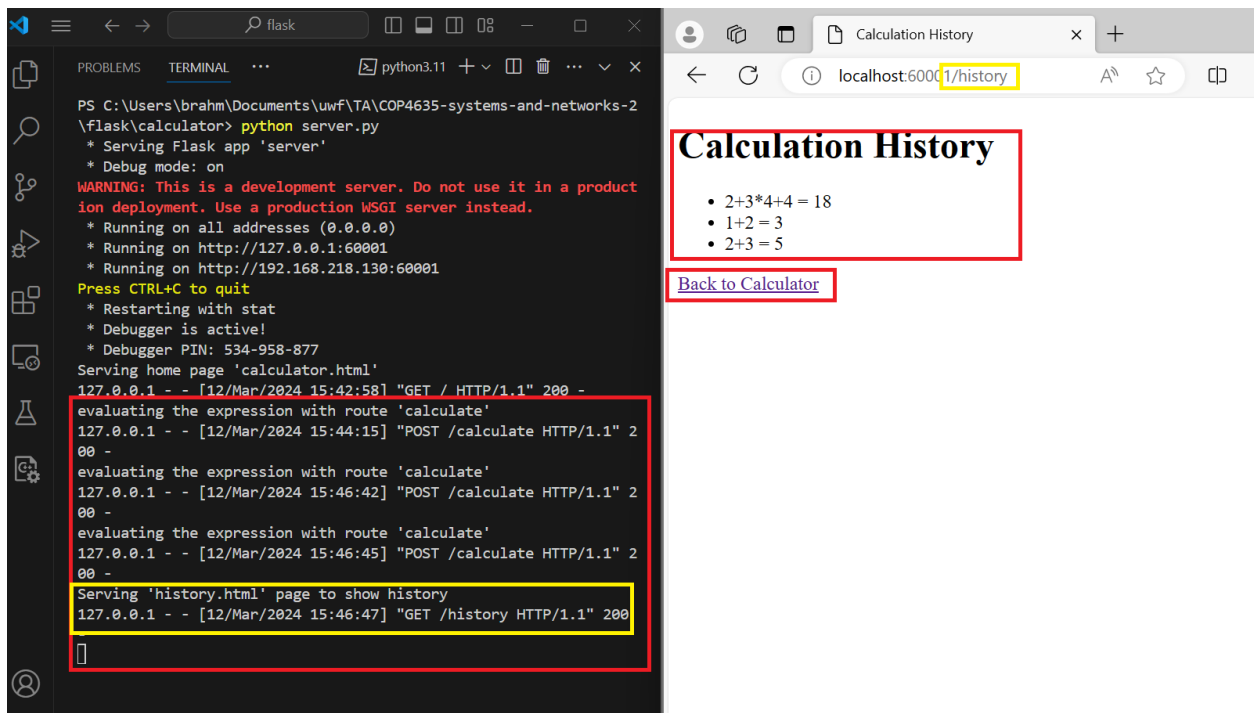 flask
PROBLEMS TERMINAL ··· python3.11
PS C:\Users\brahm\Documents\uwf\TA\COP4635-systems-and-networks-2
\flask\calculator> python server.py
* Serving Flask app 'server'
* Debug mode: on
WARNING: This is a development server. Do not use it in a product
ion deployment. Use a production WSGI server instead.
* Running on all addresses (0.0.0.0)
* Running on http://127.0.0.1:60001
* Running on http://192.168.218.130:60001
Press CTRL+C to quit
* Restarting with stat
* Debugger is active!
* Debugger PIN: 534-958-877
Serving home page 'calculator.html'
127.0.0.1 - - [12/Mar/2024 15:42:58] "GET / HTTP/1.1" 200 -
evaluating the expression with route 'calculate'
127.0.0.1 - - [12/Mar/2024 15:44:15] "POST /calculate HTTP/1.1" 2
00 -
evaluating the expression with route 'calculate'
127.0.0.1 - - [12/Mar/2024 15:46:42] "POST /calculate HTTP/1.1" 2
00 -
evaluating the expression with route 'calculate'
127.0.0.1 - - [12/Mar/2024 15:46:45] "POST /calculate HTTP/1.1" 2
00 -
Serving 'history.html' page to show history
127.0.0.1 - - [12/Mar/2024 15:46:47] "GET /history HTTP/1.1" 200
-
Calculation History
localhost:60001/history
Calculation History
• 2+3*4+4 = 18
• 1+2 = 3
• 2+3 = 5
Back to Calculator